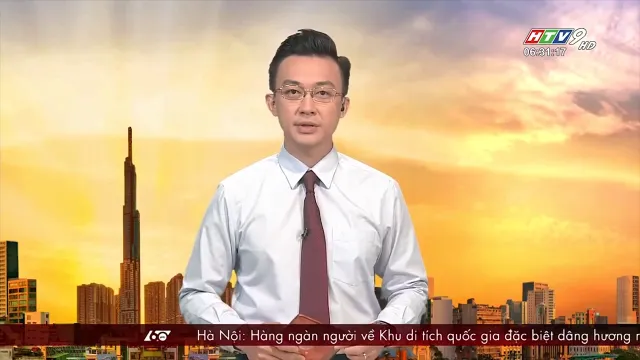 HTV9 HD
06:31:17
60
Hà Nội: Hàng ngàn người về Khu di tích quốc gia đặc biệt dâng hương